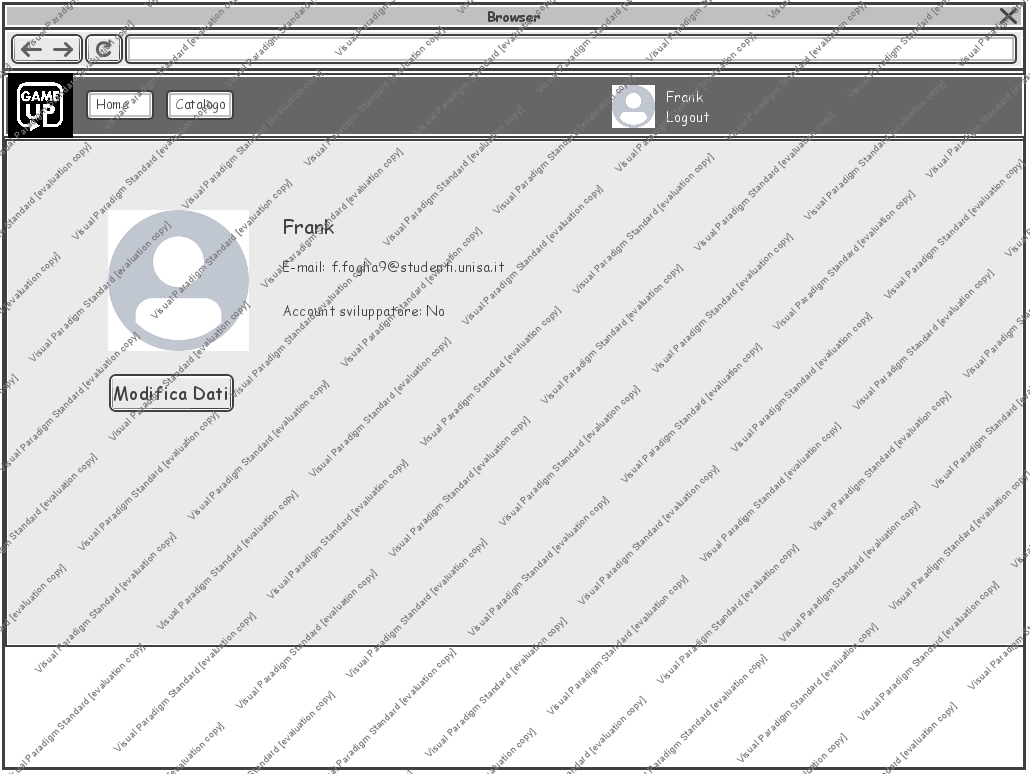 Browser
GAME
UP
Home
Catalogo
Frank
Logout
Frank
E-mail: f.foglia9@studenti.unisa.it
Account sviluppatore: No
Modifica Dati
Visual Paradigm Standard [evaluation copy]